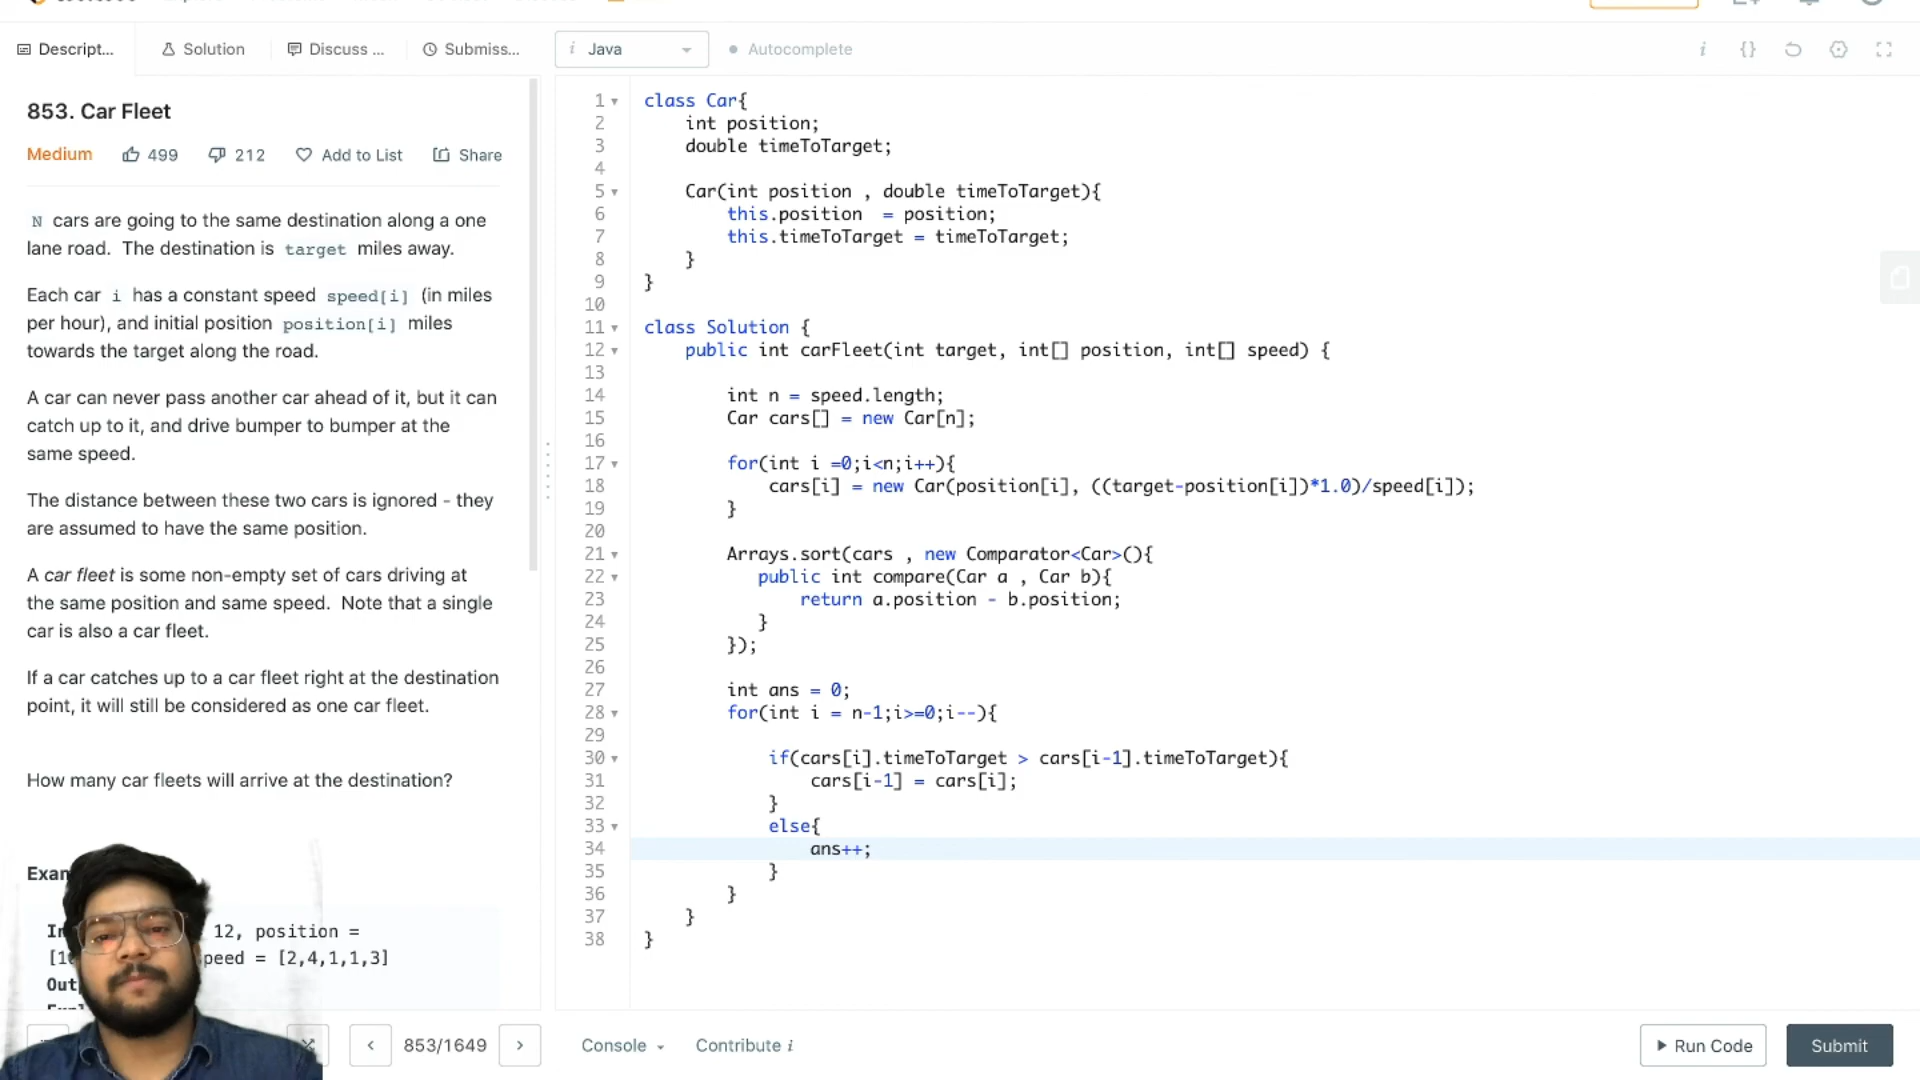 Descript...
Solution
Discuss ...
Submiss...
i Java
Autocomplete
i {}
853. Car Fleet
Medium 499 212 Add to List Share
N cars are going to the same destination along a one
lane road. The destination is target miles away.
Each car i has a constant speed speed[i] (in miles
per hour), and initial position position[i] miles
towards the target along the road.
A car can never pass another car ahead of it, but it can
catch up to it, and drive bumper to bumper at the
same speed.
The distance between these two cars is ignored - they
are assumed to have the same position.
A car fleet is some non-empty set of cars driving at
the same position and same speed. Note that a single
car is also a car fleet.
If a car catches up to a car fleet right at the destination
point, it will still be considered as one car fleet.
How many car fleets will arrive at the destination?
12, position =
= [2,4,1,1,3]
853/1649
1 class Car{
2 int position;
3 double timeToTarget;
4
5 Car(int position , double timeToTarget){
6 this.position  = position;
7 this.timeToTarget = timeToTarget;
8 }
9 }
10
11 class Solution {
12 public int carFleet(int target, int[] position, int[] speed) {
13
14 int n = speed.length;
15 Car cars[] = new Car[n];
16
17 for(int i =0;i<n;i++){
18 cars[i] = new Car(position[i], ((target-position[i])*1.0)/speed[i]);
19 }
20
21 Arrays.sort(cars , new Comparator<Car>(){
22 public int compare(Car a , Car b){
23 return a.position - b.position;
24 }
25 });
26
27 int ans = 0;
28 for(int i = n-1;i>=0;i--){
29
30 if(cars[i].timeToTarget > cars[i-1].timeToTarget){
31 cars[i-1] = cars[i];
32 }
33 else{
34 ans++;
35 }
36 }
37 }
38 }
Console
Contribute i
Run Code
Submit